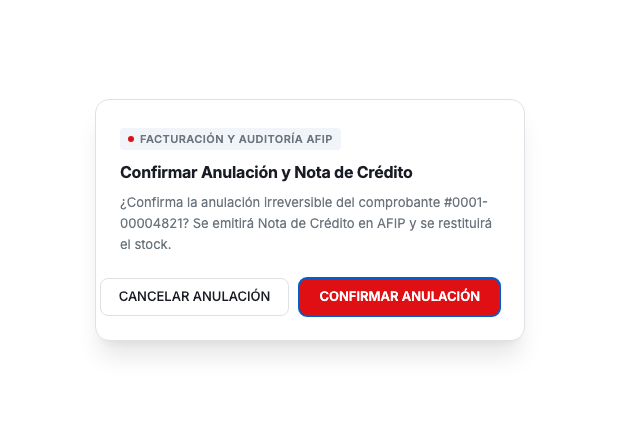 FACTURACIÓN Y AUDITORÍA AFIP
Confirmar Anulación y Nota de Crédito
¿Confirma la anulación irreversible del comprobante #0001-
00004821? Se emitirá Nota de Crédito en AFIP y se restituirá
el stock.
CANCELAR ANULACIÓN
CONFIRMAR ANULACIÓN